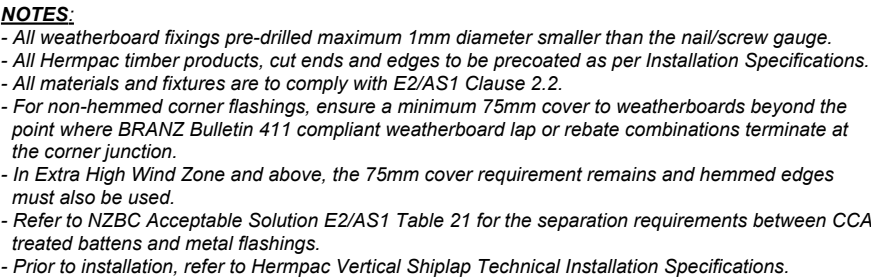 NOTES:
- All weatherboard fixings pre-drilled maximum 1mm diameter smaller than the nail/screw gauge.
- All Hermpac timber products, cut ends and edges to be precoated as per Installation Specifications.
- All materials and fixtures are to comply with E2/AS1 Clause 2.2.
- For non-hemmed corner flashings, ensure a minimum 75mm cover to weatherboards beyond the
point where BRANZ Bulletin 411 compliant weatherboard lap or rebate combinations terminate at
the corner junction.
- In Extra High Wind Zone and above, the 75mm cover requirement remains and hemmed edges
must also be used.
- Refer to NZBC Acceptable Solution E2/AS1 Table 21 for the separation requirements between CCA
treated battens and metal flashings.
- Prior to installation, refer to Hermpac Vertical Shiplap Technical Installation Specifications.